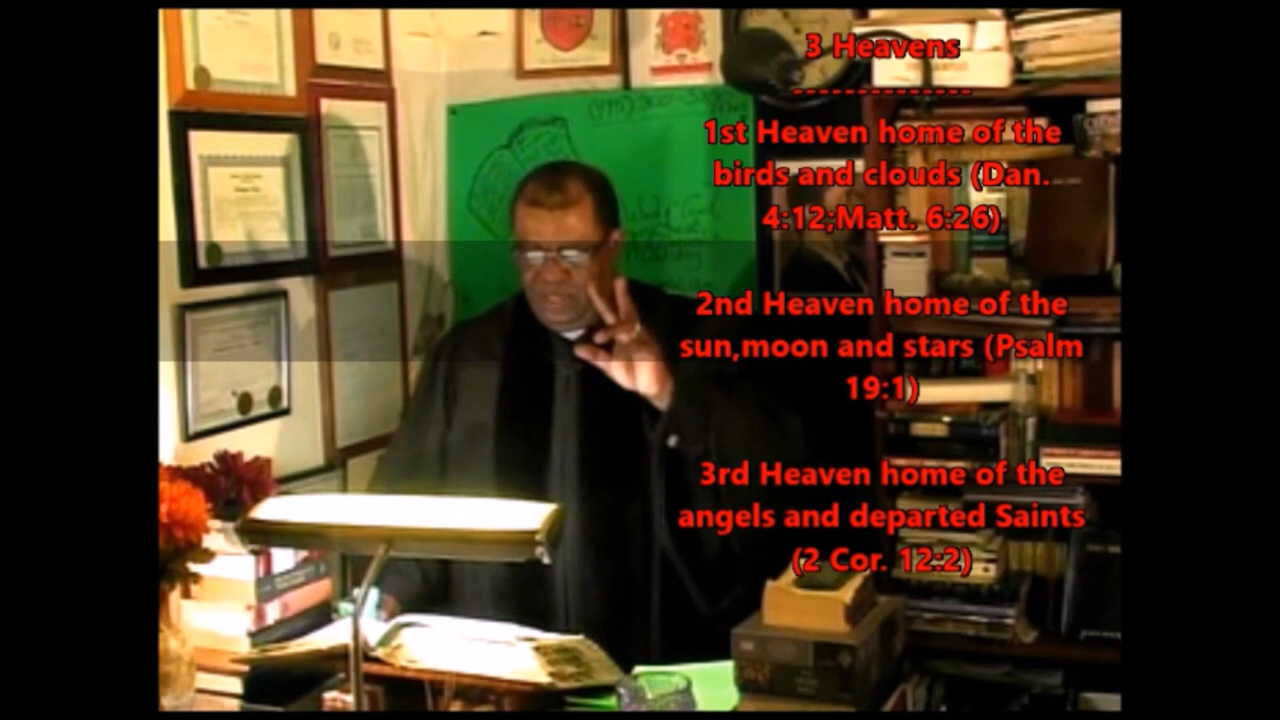 3 Heavens
--------------
1st Heaven home of the
birds and clouds (Dan.
4:12;Matt. 6:26)
2nd Heaven home of the
sun,moon and stars (Psalm
19:1)
3rd Heaven home of the
angels and departed Saints
(2 Cor. 12:2)